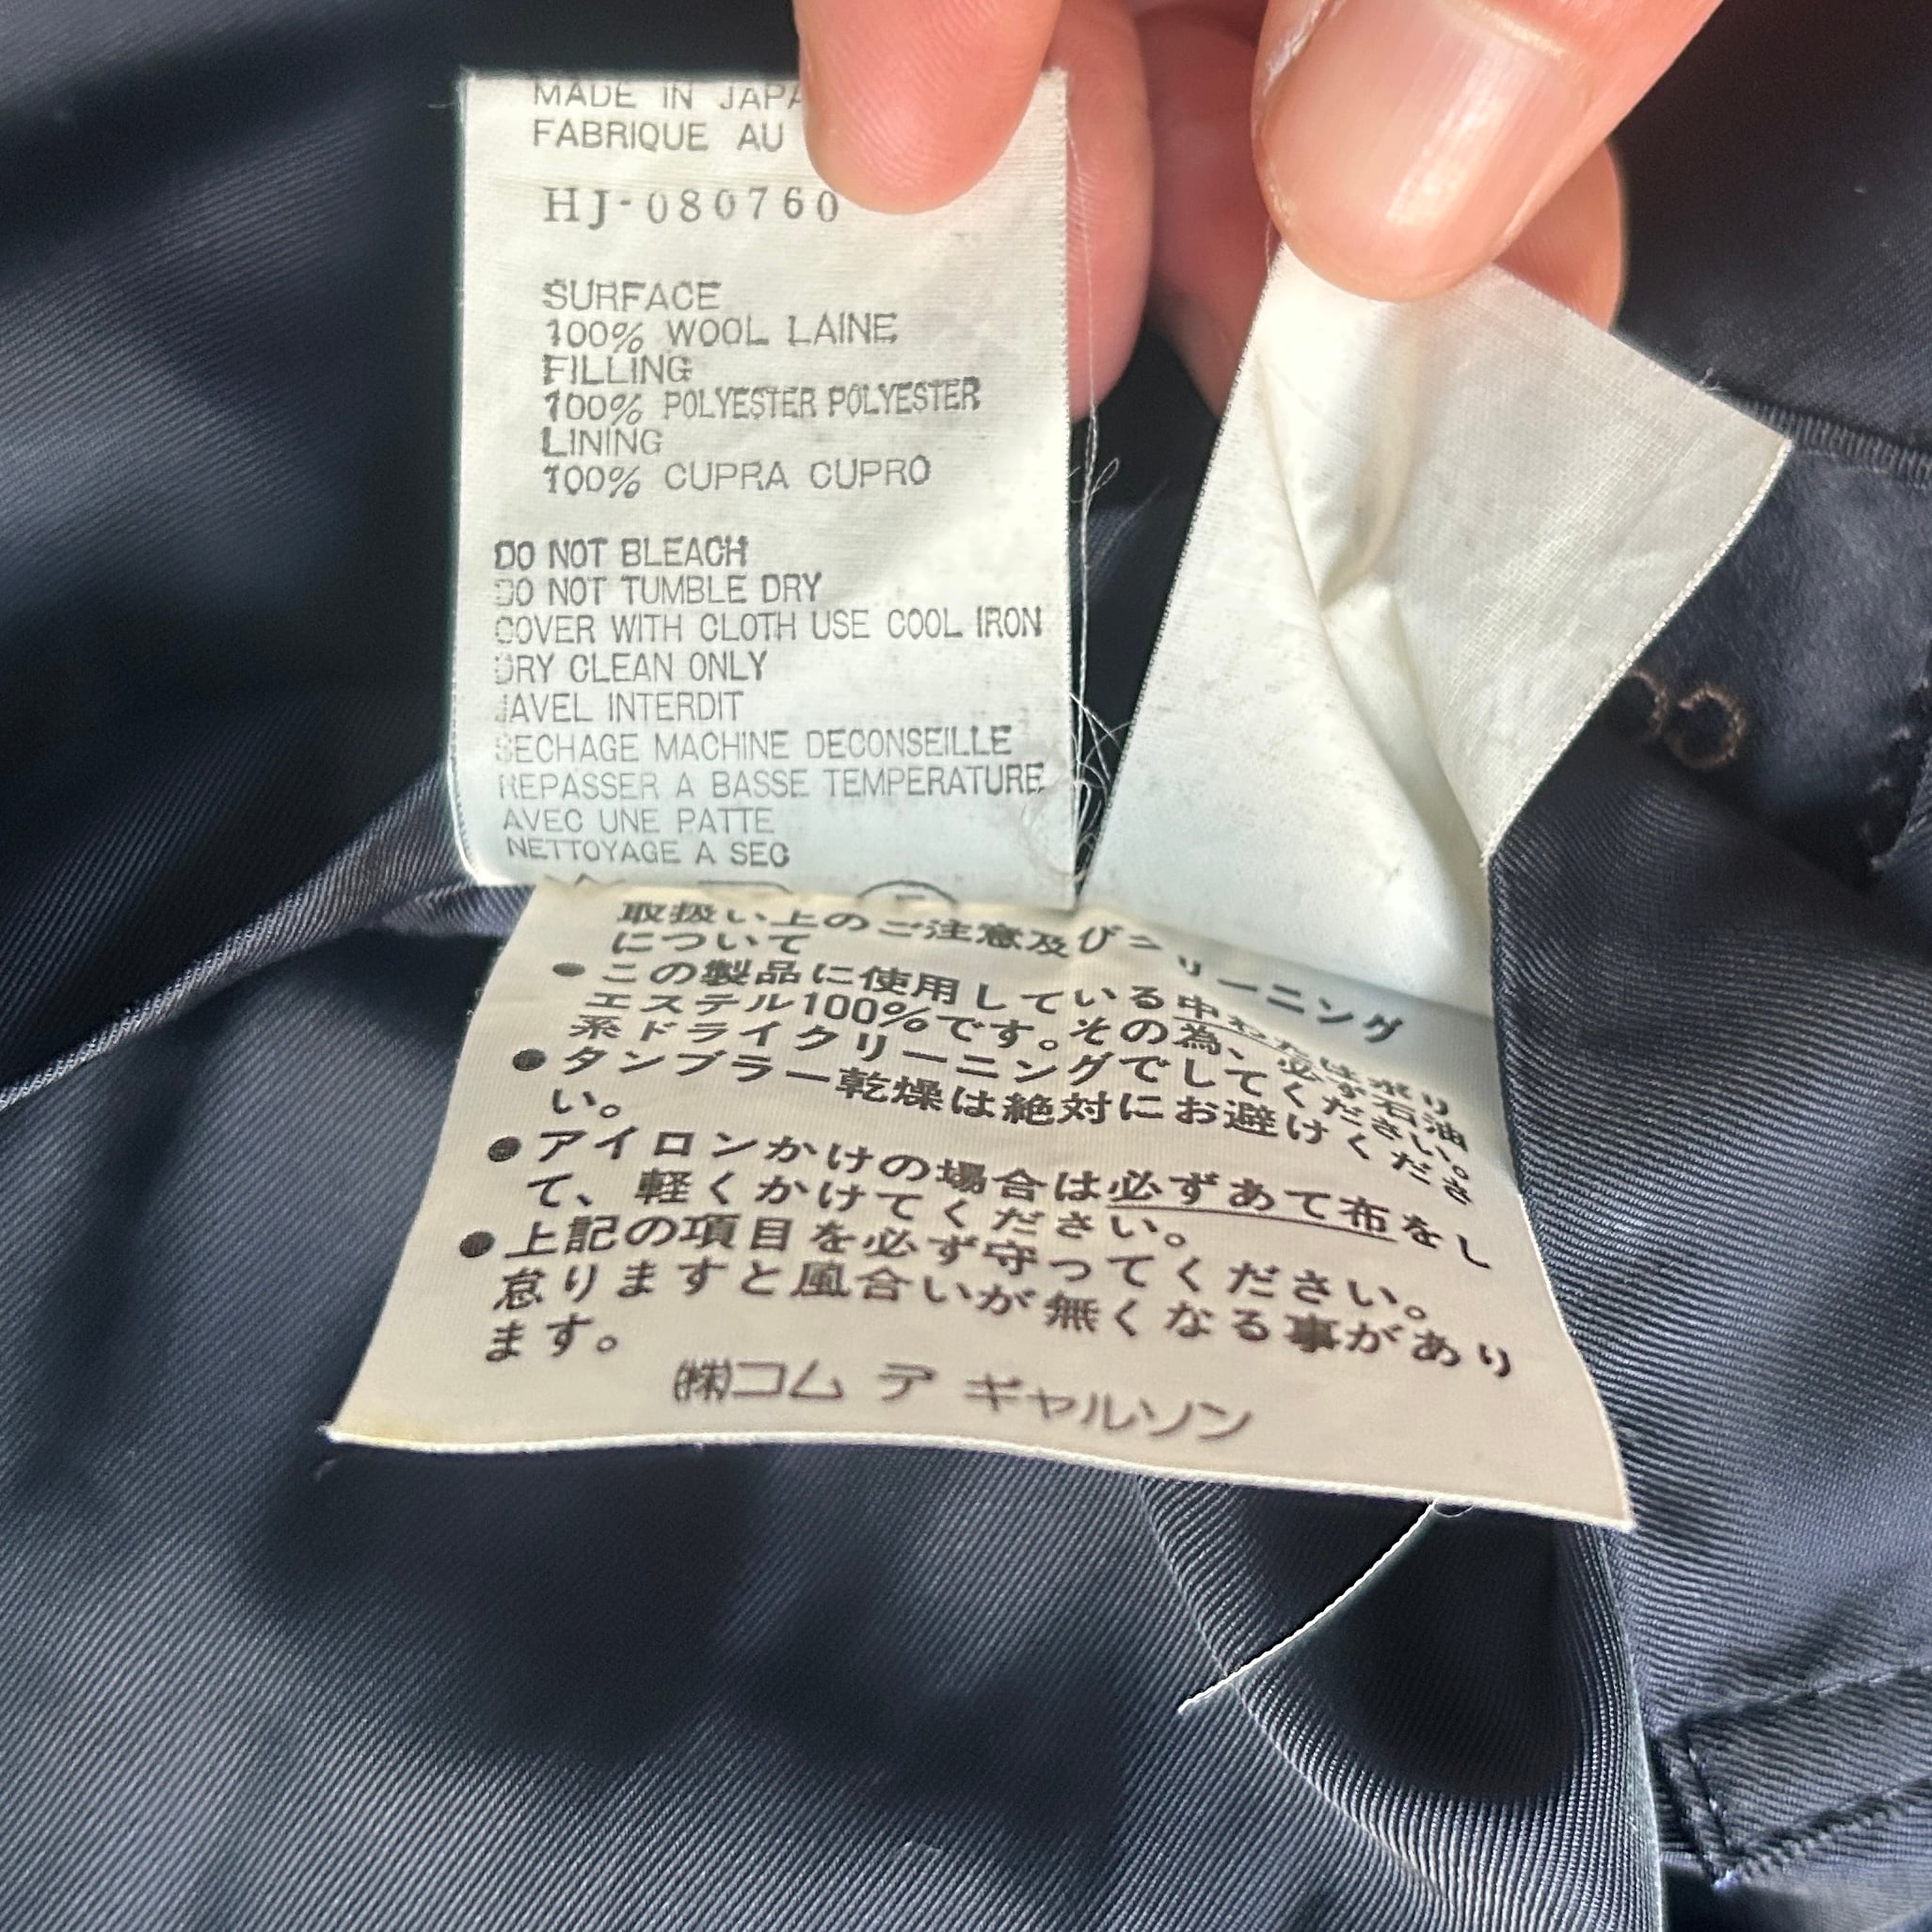 MADE IN JAPA
FABRIQUE AU
HJ-080760
SURFACE
100% WOOL LAINE
FILLING
100% POLYESTER POLYESTER
LINING
100% CUPRA CUPRO
DO NOT BLEACH
DO NOT TUMBLE DRY
COVER WITH CLOTH USE COOL IRON
DRY CLEAN ONLY
JAVEL INTERDIT
SECHAGE MACHINE DECONSEILLE
REPASSER A BASSE TEMPERATURE
AVEC UNE PATTE
NETTOYAGE A SEC
取扱い上のご注意及びクリーニング
について
●この製品に使用している中わたはポリ
エステル100%です。その為、必ず石油
系ドライクリーニングでしてください。
●タンブラー乾燥は絶対にお避けくださ
い。
●アイロンかけの場合は必ずあて布をし
て、軽くかけてください。
●上記の項目を必ず守ってください。
怠りますと風合いが無くなる事があり
ます。
㈱コム デ ギャルソン